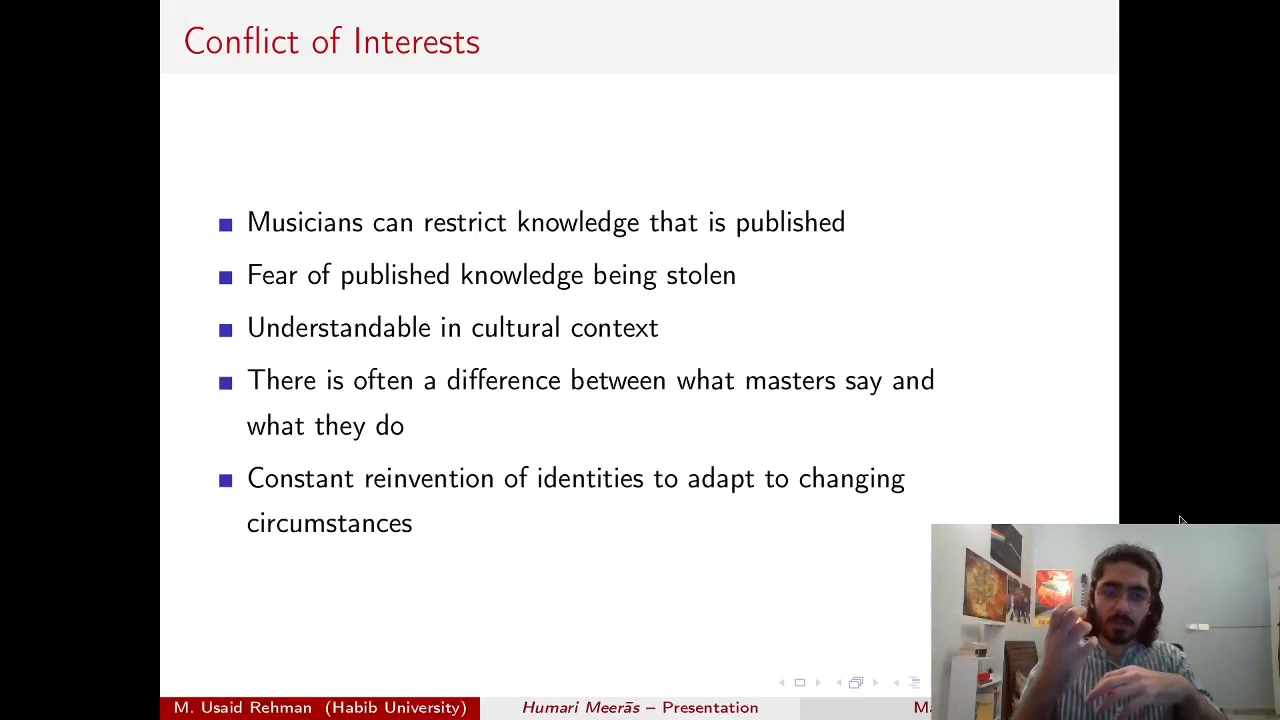 Conflict of Interests
Musicians can restrict knowledge that is published
Fear of published knowledge being stolen
Understandable in cultural context
There is often a difference between what masters say and
what they do
Constant reinvention of identities to adapt to changing
circumstances
M. Usaid Rehman (Habib University) Humari Meerās – Presentation